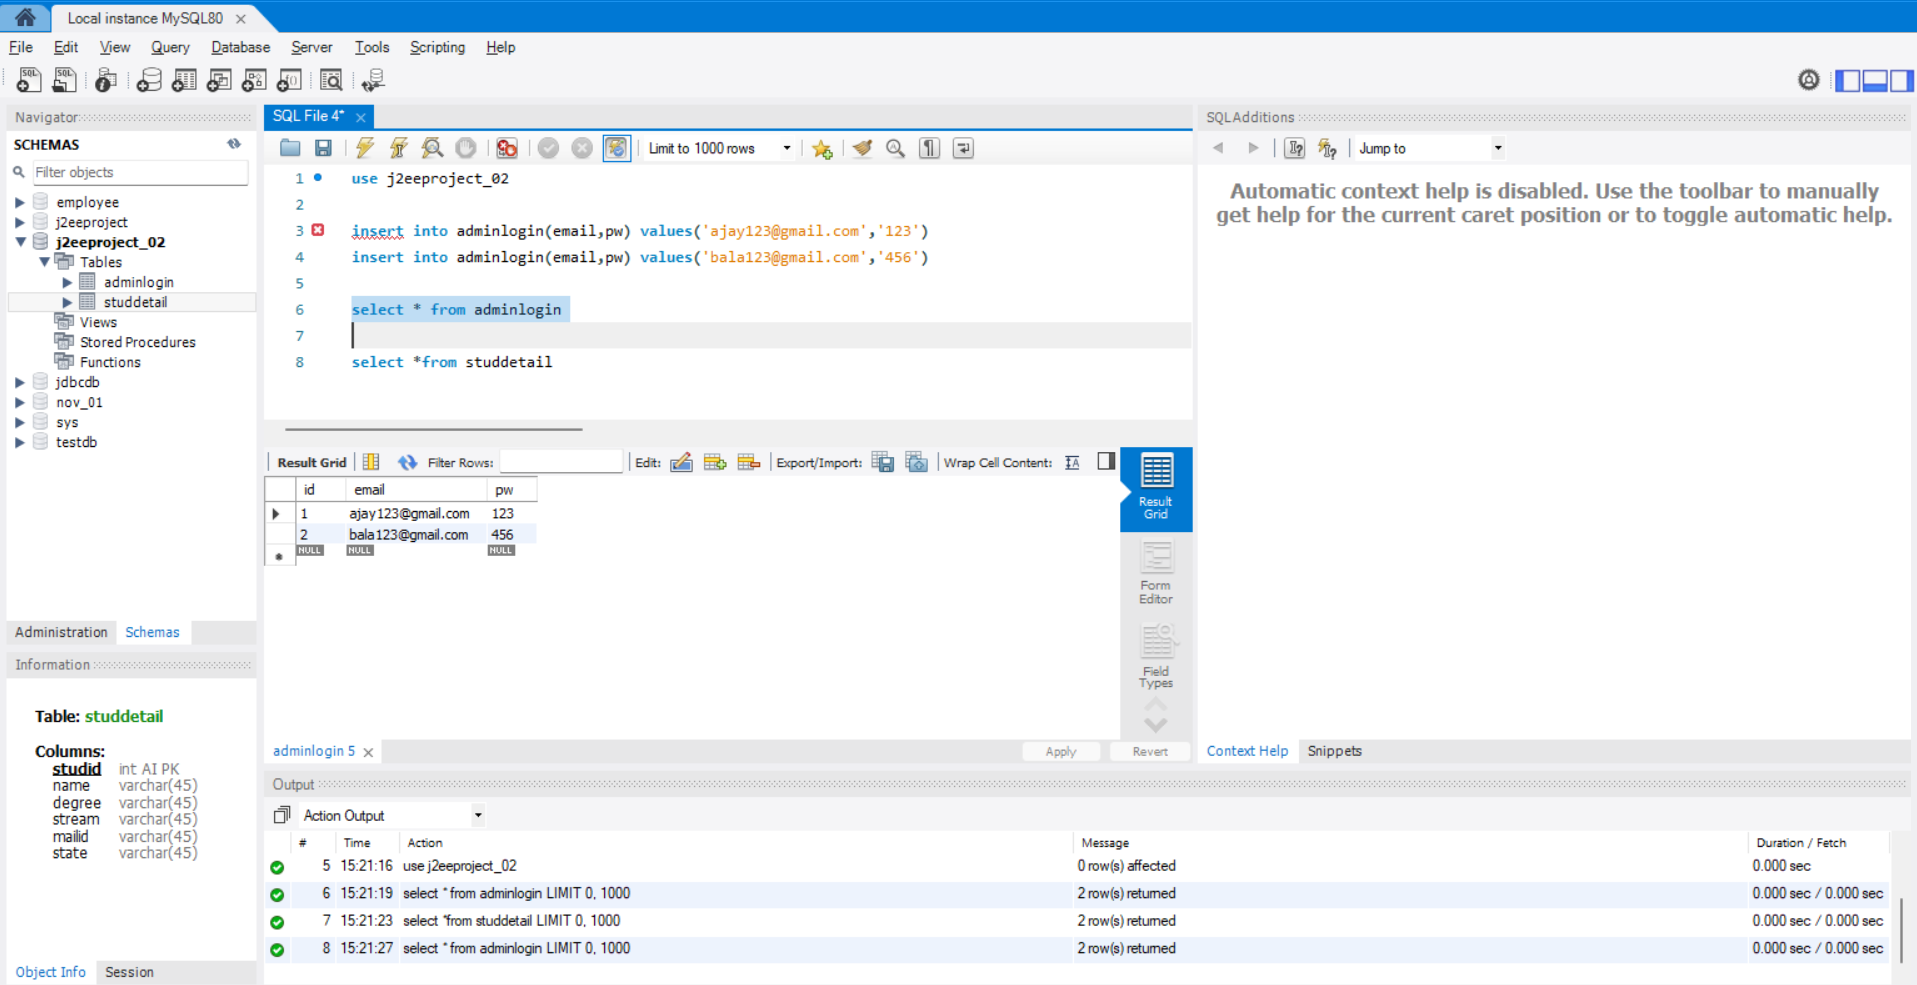 Local instance MySQL80
File Edit View Query Database Server Tools Scripting Help
Navigator
SCHEMAS
Filter objects
employee
j2eeproject
j2eeproject_02
Tables
adminlogin
studdetail
Views
Stored Procedures
Functions
jdbcdb
nov_01
sys
testdb
Administration Schemas
Information
Table: studdetail
Columns:
studid int AI PK
name varchar(45)
degree varchar(45)
stream varchar(45)
mailid varchar(45)
state varchar(45)
Object Info Session
SQL File 4*
Limit to 1000 rows
1 use j2eeproject_02
2
3 insert into adminlogin(email,pw) values('ajay123@gmail.com','123')
4 insert into adminlogin(email,pw) values('bala123@gmail.com','456')
5
6 select * from adminlogin
7
8 select *from studdetail
Result Grid Filter Rows: Edit: Export/Import: Wrap Cell Content:
id email pw
1 ajay123@gmail.com 123
2 bala123@gmail.com 456
NULL NULL NULL
Result
Grid
Form
Editor
Field
Types
adminlogin 5 Apply Revert
SQLAdditions
Jump to
Automatic context help is disabled. Use the toolbar to manually
get help for the current caret position or to toggle automatic help.
Context Help Snippets
Output
Action Output
# Time Action Message Duration / Fetch
5 15:21:16 use j2eeproject_02 0 row(s) affected 0.000 sec
6 15:21:19 select * from adminlogin LIMIT 0, 1000 2 row(s) returned 0.000 sec / 0.000 sec
7 15:21:23 select *from studdetail LIMIT 0, 1000 2 row(s) returned 0.000 sec / 0.000 sec
8 15:21:27 select * from adminlogin LIMIT 0, 1000 2 row(s) returned 0.000 sec / 0.000 sec